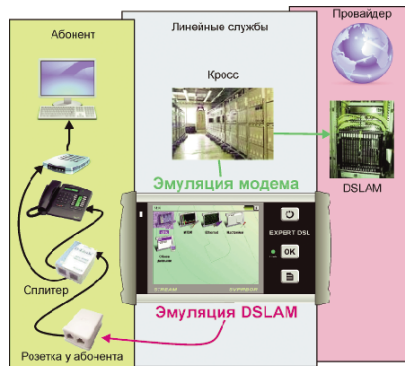 Абонент
Линейные службы
Провайдер
Кросс
DSLAM
Эмуляция модема
EXPERT DSL
OK
Сплитер
Эмуляция DSLAM
Розетка у абонента